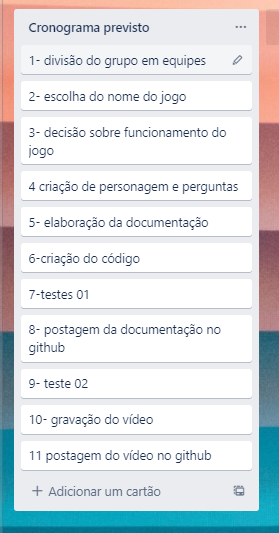 Cronograma previsto
1- divisão do grupo em equipes
2- escolha do nome do jogo
3- decisão sobre funcionamento do
jogo
4 criação de personagem e perguntas
5- elaboração da documentação
6-criação do código
7-testes 01
8- postagem da documentação no
github
9- teste 02
10- gravação do vídeo
11 postagem do vídeo no github
+ Adicionar um cartão